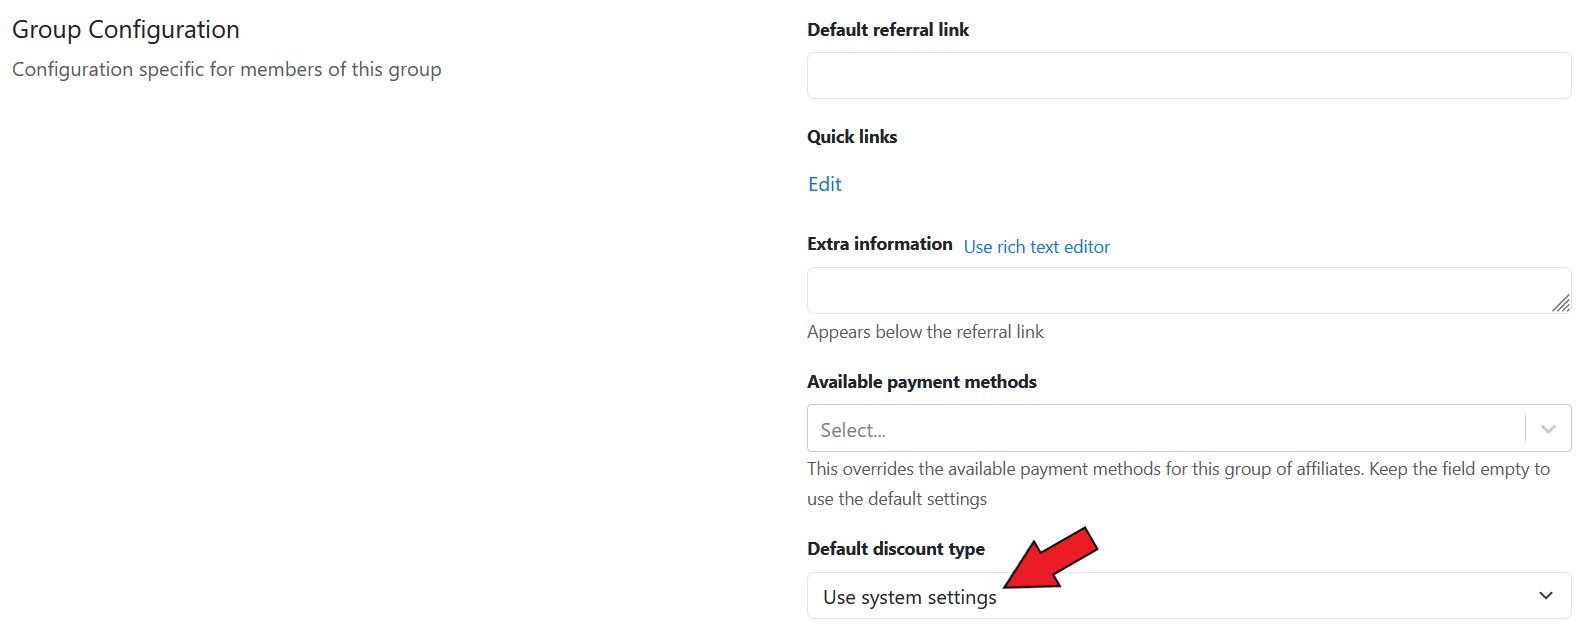 Group Configuration
Configuration specific for members of this group
Default referral link
Quick links
Edit
Extra information Use rich text editor
Appears below the referral link
Available payment methods
Select...
This overrides the available payment methods for this group of affiliates. Keep the field empty to
use the default settings
Default discount type
Use system settings